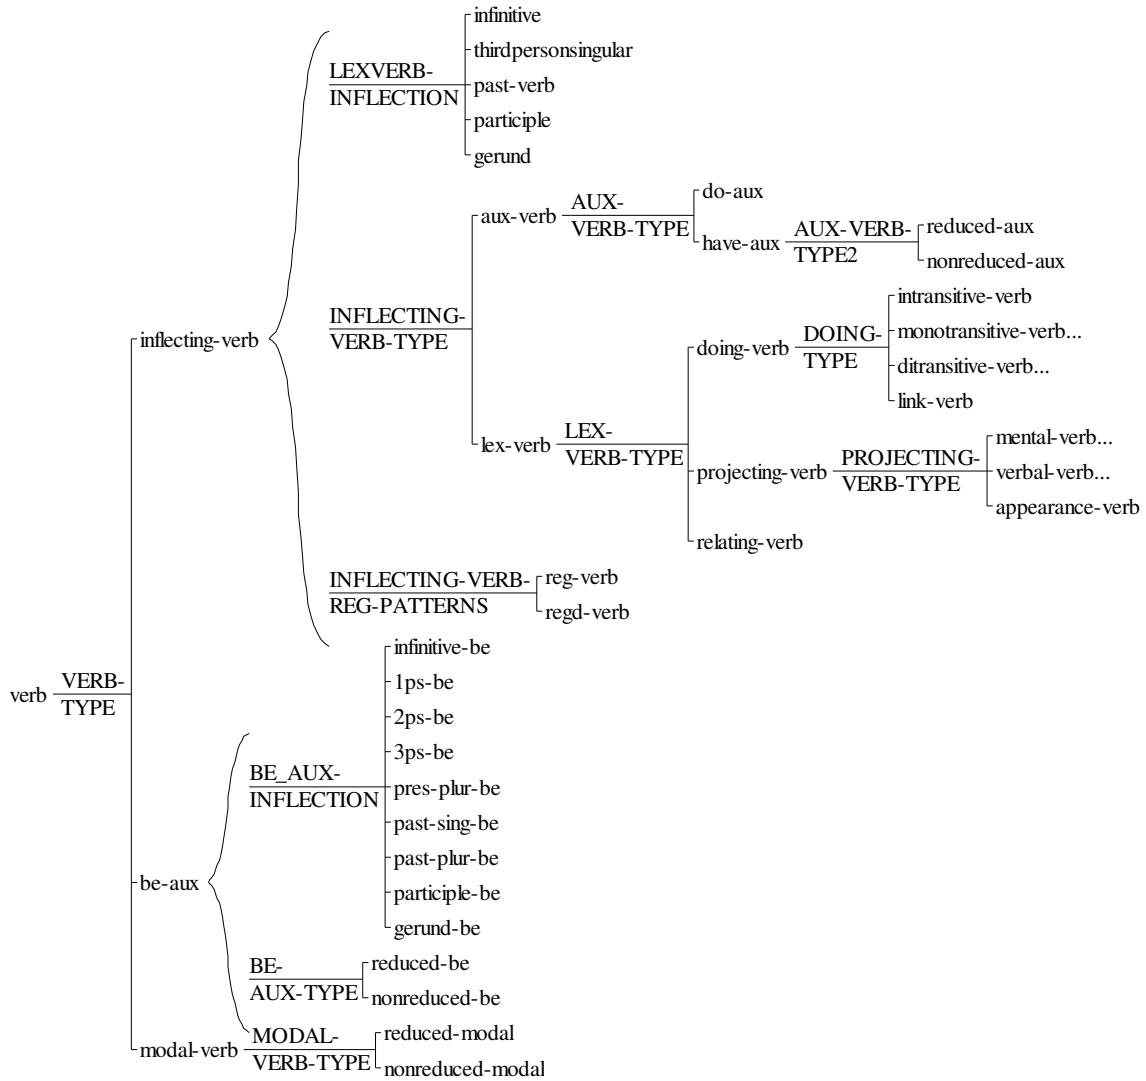 infinitive
thirdpersonsingular
LEXVERB-
INFLECTION
past-verb
participle
gerund
do-aux
aux-verb
AUX-
VERB-TYPE
have-aux
AUX-VERB-
TYPE2
reduced-aux
nonreduced-aux
inflecting-verb
INFLECTING-
VERB-TYPE
intransitive-verb
doing-verb
DOING-
TYPE
monotransitive-verb...
ditransitive-verb...
link-verb
lex-verb
LEX-
VERB-TYPE
projecting-verb
PROJECTING-
VERB-TYPE
mental-verb...
verbal-verb...
appearance-verb
relating-verb
INFLECTING-VERB-
REG-PATTERNS
reg-verb
regd-verb
verb
VERB-
TYPE
infinitive-be
1ps-be
2ps-be
3ps-be
BE_AUX-
INFLECTION
pres-plur-be
past-sing-be
past-plur-be
be-aux
participle-be
gerund-be
BE-
AUX-TYPE
reduced-be
nonreduced-be
modal-verb
MODAL-
VERB-TYPE
reduced-modal
nonreduced-modal